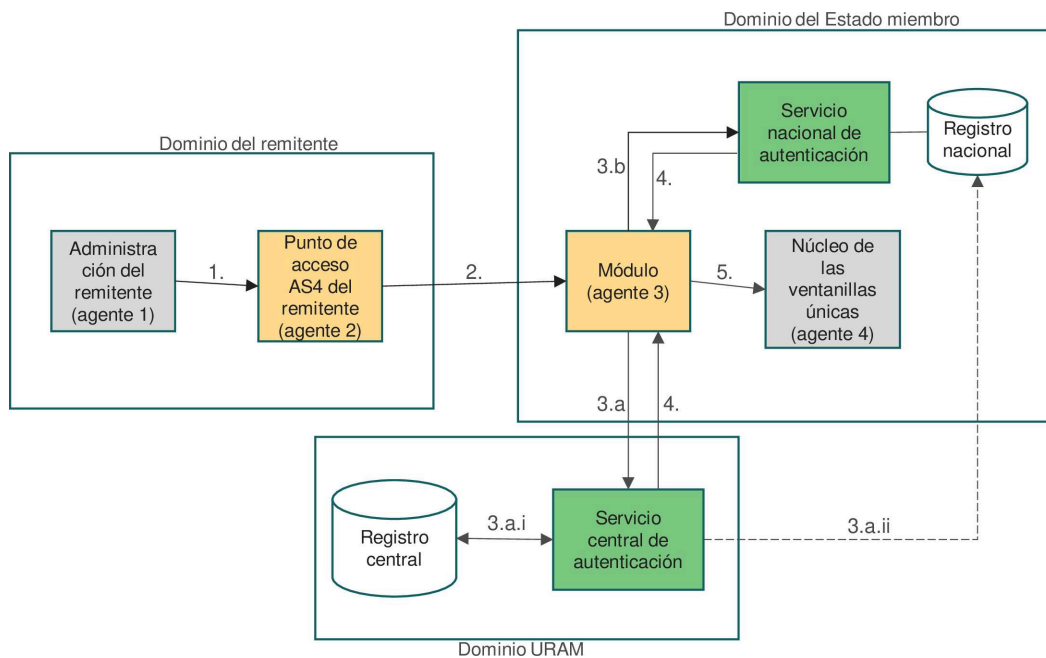 Dominio del Estado miembro
Servicio
nacional de
autenticación
Registro
nacional
Dominio del remitente
3.b
4.
Administra
ción del
remitente
(agente 1)
1.
Punto de
acceso
AS4 del
remitente
(agente 2)
2.
Módulo
(agente 3)
5.
Núcleo de
las
ventanillas
únicas
(agente 4)
3.a
4.
Registro
central
3.a.i
Servicio
central de
autenticación
3.a.ii
Dominio URAM